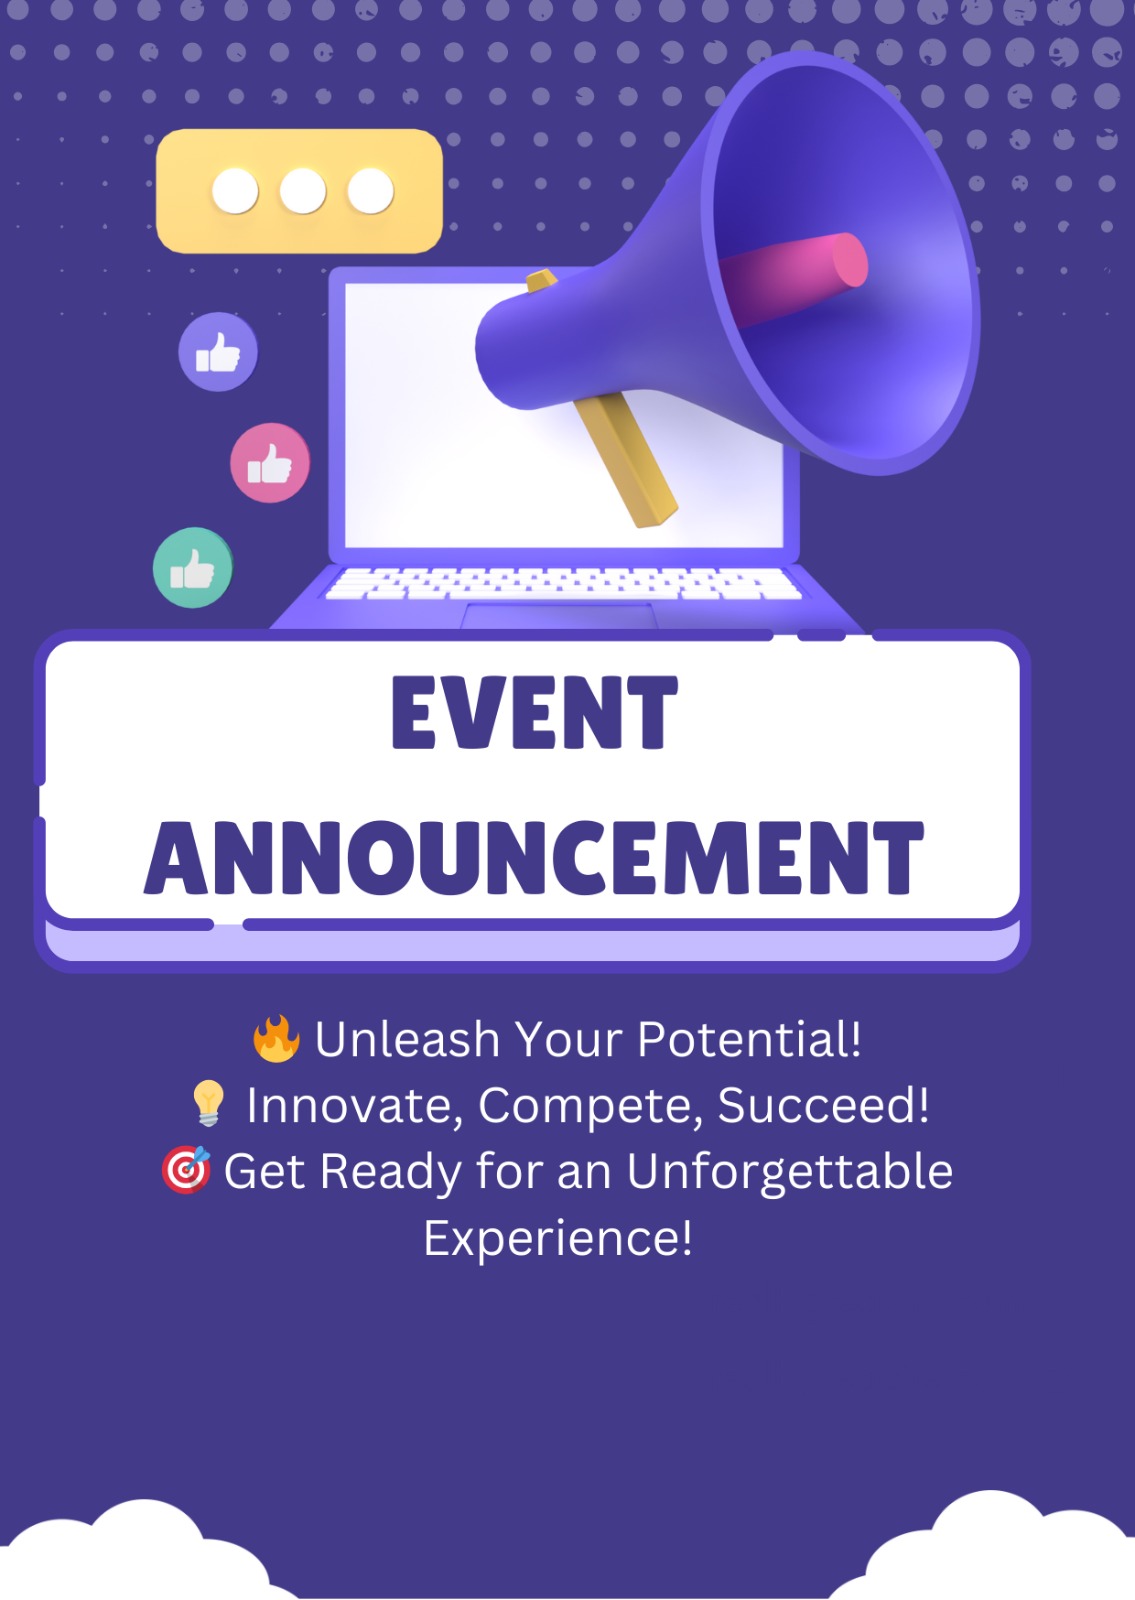 EVENT
ANNOUNCEMENT
🔥 Unleash Your Potential!
💡 Innovate, Compete, Succeed!
🎯 Get Ready for an Unforgettable
Experience!